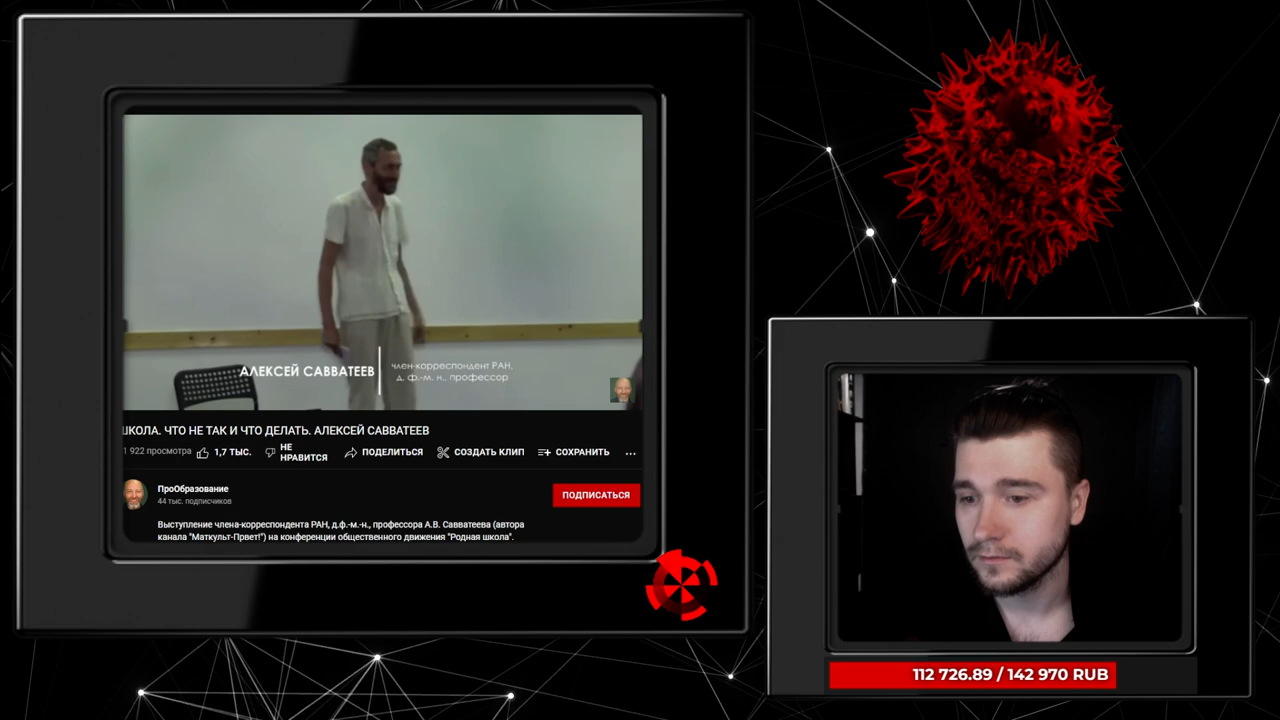 АЛЕКСЕЙ САВВАТЕЕВ
член-корреспондент РАН,
д. ф.-м. н., профессор
ШКОЛА. ЧТО НЕ ТАК И ЧТО ДЕЛАТЬ. АЛЕКСЕЙ САВВАТЕЕВ
1 922 просмотра 1,7 ТЫС. НЕ НРАВИТСЯ ПОДЕЛИТЬСЯ СОЗДАТЬ КЛИП СОХРАНИТЬ ...
ПроОбразование
44 тыс. подписчиков
ПОДПИСАТЬСЯ
Выступление члена-корреспондента РАН, д.ф.-м.-н., профессора А.В. Савватеева (автора
канала "Маткульт-Прввет!") на конференции общественного движения "Родная школа".
112 726.89 / 142 970 RUB